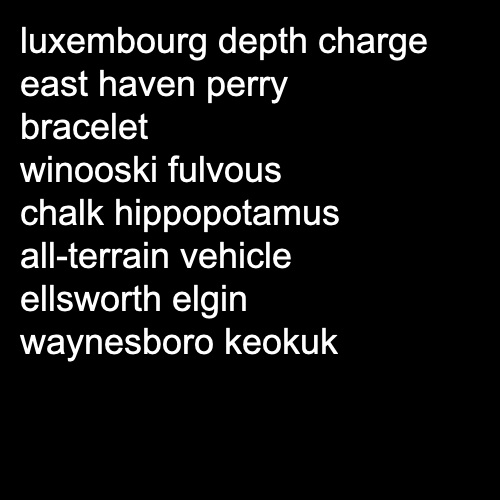 luxembourg depth charge
east haven perry
bracelet
winooski fulvous
chalk hippopotamus
all-terrain vehicle
ellsworth elgin
waynesboro keokuk